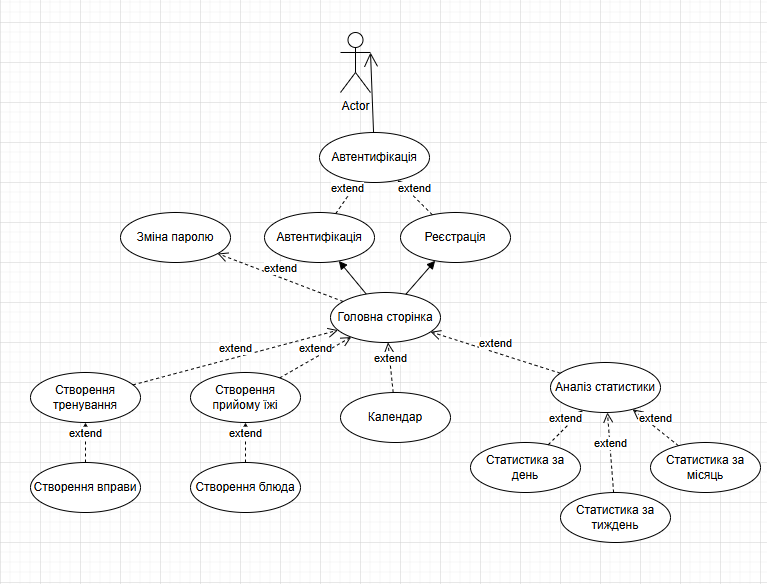 Actor
Автентифікація
extend
extend
Зміна паролю
Автентифікація
Реєстрація
extend
Головна сторінка
extend
extend
extend
extend
Створення
тренування
Створення
прийому їжі
Календар
Аналіз статистики
extend
extend
extend
extend
extend
Створення вправи
Створення блюда
Статистика за
день
Статистика за
тиждень
Статистика за
місяць